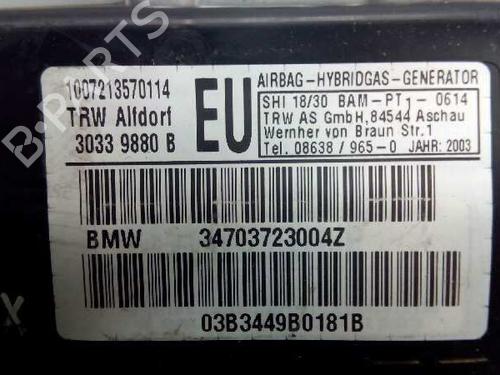 1007213570114
TRW Alfdorf
3033 9880 B
EU
AIRBAG-HYBRIDGAS-GENERATOR
SHI 18/30 BAM-PT1- 0614
TRW AS GmbH,84544 Aschau
Wernher von Braun Str.1
Tel. 08638 / 965-0 JAHR: 2003
BMW 34703723004Z
03B3449B0181B
B-PARTS